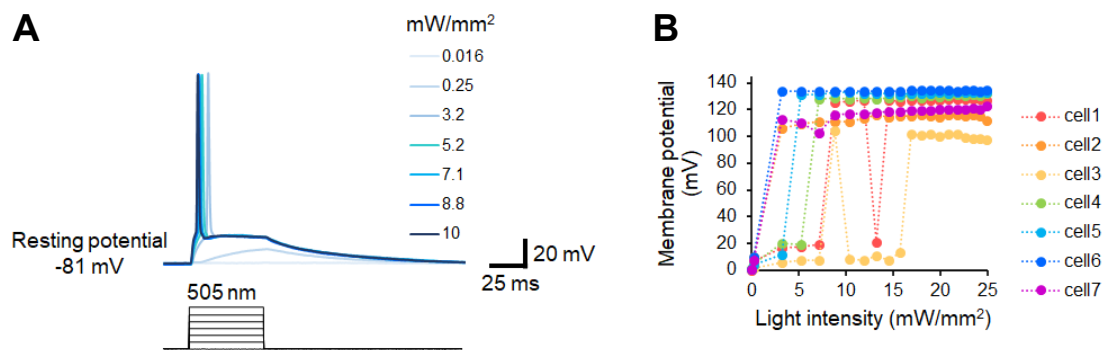 A
mW/mm²
0.016
0.25
3.2
5.2
7.1
8.8
10
Resting potential
-81 mV
20 mV
25 ms
505 nm
B
Membrane potential
(mV)
140
120
100
80
60
40
20
0
0 5 10 15 20 25
Light intensity (mW/mm²)
cell1
cell2
cell3
cell4
cell5
cell6
cell7